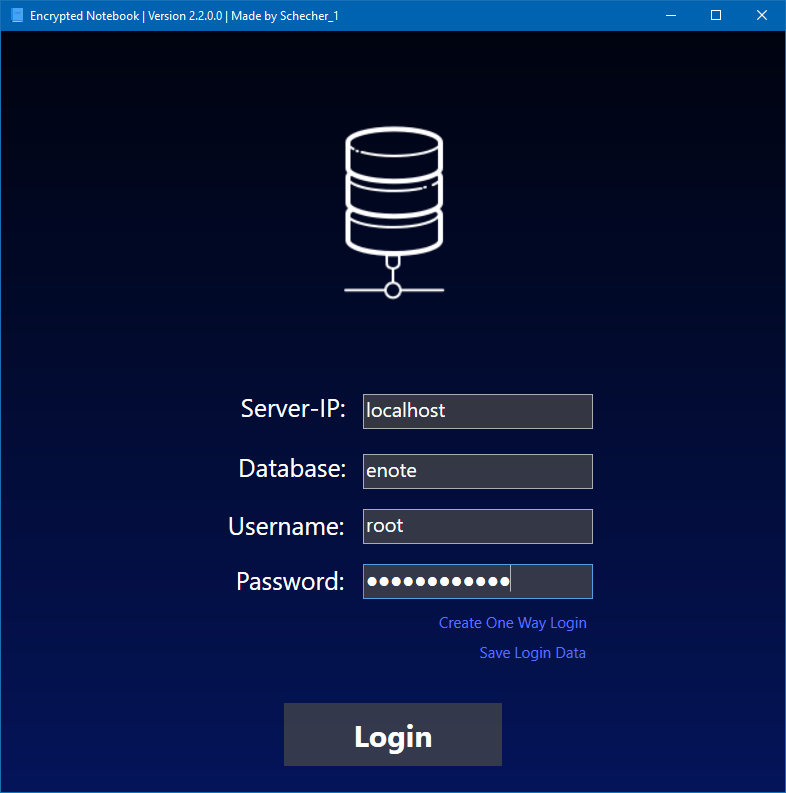 Encrypted Notebook | Version 2.2.0.0 | Made by Schecher_1
Server-IP: localhost
Database: enote
Username: root
Password: ●●●●●●●●●●●●
Create One Way Login
Save Login Data
Login